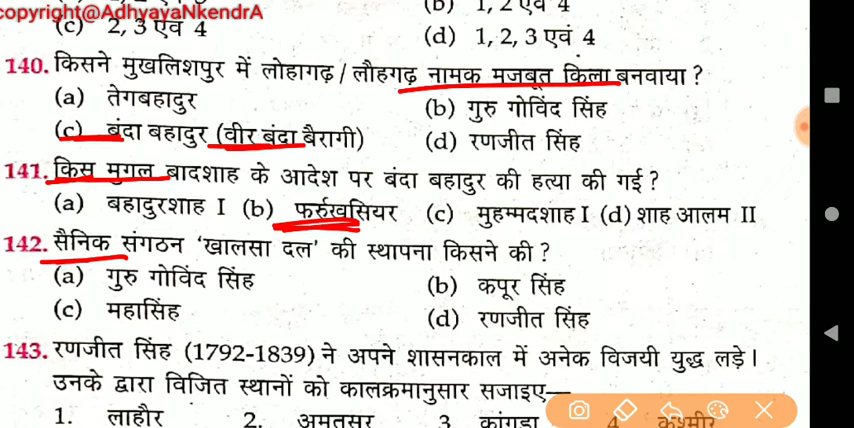 copyright@AdhyayaNkendrA
(b) 1, 2 एवं 4
(c) 2, 3 एवं 4
(d) 1, 2, 3 एवं 4
140. किसने मुखलिशपुर में लोहागढ़ / लौहगढ़ नामक मजबूत किला बनवाया ?
(a) तेगबहादुर
(b) गुरु गोविंद सिंह
(c) बंदा बहादुर (वीर बंदा बैरागी)
(d) रणजीत सिंह
141. किस मुगल बादशाह के आदेश पर बंदा बहादुर की हत्या की गई ?
(a) बहादुरशाह I (b) फर्रुखसियर (c) मुहम्मदशाह I (d) शाह आलम II
142. सैनिक संगठन ‘खालसा दल’ की स्थापना किसने की ?
(a) गुरु गोविंद सिंह
(b) कपूर सिंह
(c) महासिंह
(d) रणजीत सिंह
143. रणजीत सिंह (1792-1839) ने अपने शासनकाल में अनेक विजयी युद्ध लड़े।
उनके द्वारा विजित स्थानों को कालक्रमानुसार सजाइए—
1. लाहौर 2. अमृतसर 3. कांगड़ा 4. कश्मीर